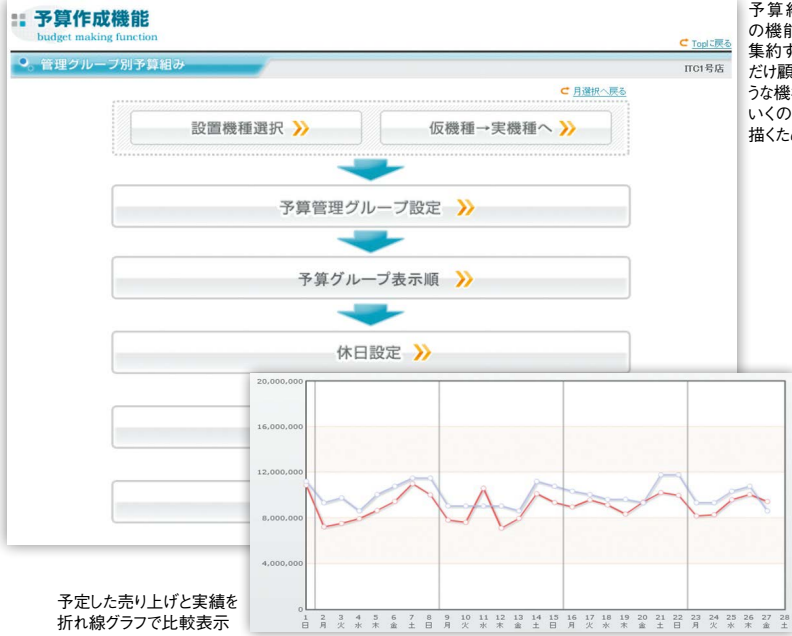 予算作成機能
budget making function
Topに戻る
管理グループ別予算組み
ITC1号店
月選択へ戻る
設置機種選択
仮機種→実機種へ
予算管理グループ設定
予算グループ表示順
休日設定
予算
の機能
集約す
だけ顧
うな機
いくの
描くた
20,000,000
16,000,000
12,000,000
8,000,000
4,000,000
0
1 2 3 4 5 6 7 8 9 10 11 12 13 14 15 16 17 18 19 20 21 22 23 24 25 26 27 28
日 月 火 水 木 金 土 日 月 火 水 木 金 土 日 月 火 水 木 金 土 日 月 火 水 木 金 土
予定した売り上げと実績を
折れ線グラフで比較表示